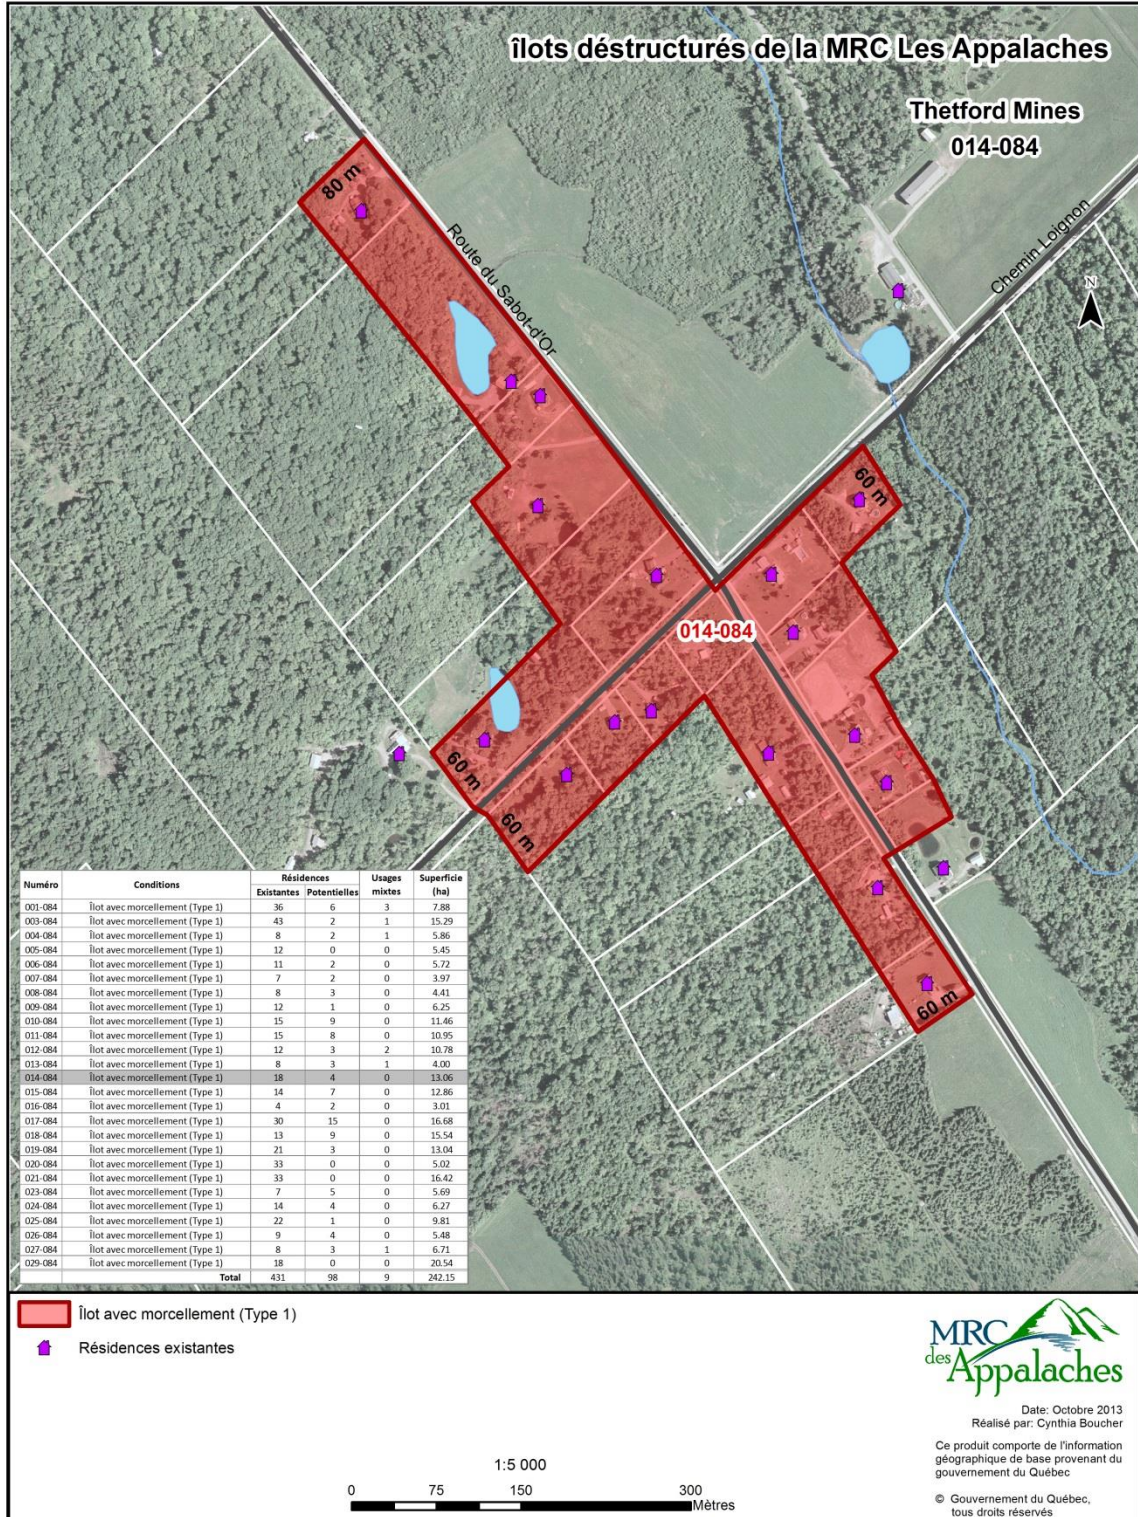 îlots déstructurés de la MRC Les Appalaches
Thetford Mines
014-084
80 m
Route du Sabot-d'Or
Chemin Loignon
N
60 m
014-084
60 m
60 m
60 m
Numéro Conditions Résidences Usages mixtes Superficie (ha)
Existantes Potentielles
001-084 Îlot avec morcellement (Type 1) 36 6 3 7.88
003-084 Îlot avec morcellement (Type 1) 43 2 1 15.29
004-084 Îlot avec morcellement (Type 1) 8 2 1 5.86
005-084 Îlot avec morcellement (Type 1) 12 0 0 5.45
006-084 Îlot avec morcellement (Type 1) 11 2 0 5.72
007-084 Îlot avec morcellement (Type 1) 7 2 0 3.97
008-084 Îlot avec morcellement (Type 1) 8 3 0 4.41
009-084 Îlot avec morcellement (Type 1) 12 1 0 6.25
010-084 Îlot avec morcellement (Type 1) 15 9 0 11.46
011-084 Îlot avec morcellement (Type 1) 15 8 0 10.95
012-084 Îlot avec morcellement (Type 1) 12 3 2 10.78
013-084 Îlot avec morcellement (Type 1) 8 3 1 4.00
014-084 Îlot avec morcellement (Type 1) 18 4 0 13.06
015-084 Îlot avec morcellement (Type 1) 14 7 0 12.86
016-084 Îlot avec morcellement (Type 1) 4 2 0 3.01
017-084 Îlot avec morcellement (Type 1) 30 15 0 16.68
018-084 Îlot avec morcellement (Type 1) 13 9 0 15.54
019-084 Îlot avec morcellement (Type 1) 21 3 0 13.04
020-084 Îlot avec morcellement (Type 1) 33 0 0 5.02
021-084 Îlot avec morcellement (Type 1) 33 0 0 16.42
023-084 Îlot avec morcellement (Type 1) 7 5 0 5.69
024-084 Îlot avec morcellement (Type 1) 14 4 0 6.27
025-084 Îlot avec morcellement (Type 1) 22 1 0 9.81
026-084 Îlot avec morcellement (Type 1) 9 4 0 5.48
027-084 Îlot avec morcellement (Type 1) 8 3 1 6.71
029-084 Îlot avec morcellement (Type 1) 18 0 0 20.54
Total 431 98 9 242.15
Îlot avec morcellement (Type 1)
Résidences existantes
MRC
des Appalaches
Date: Octobre 2013
Réalisé par: Cynthia Boucher
Ce produit comporte de l'information
géographique de base provenant du
gouvernement du Québec
© Gouvernement du Québec,
tous droits réservés
1:5 000
0 75 150 300
Mètres